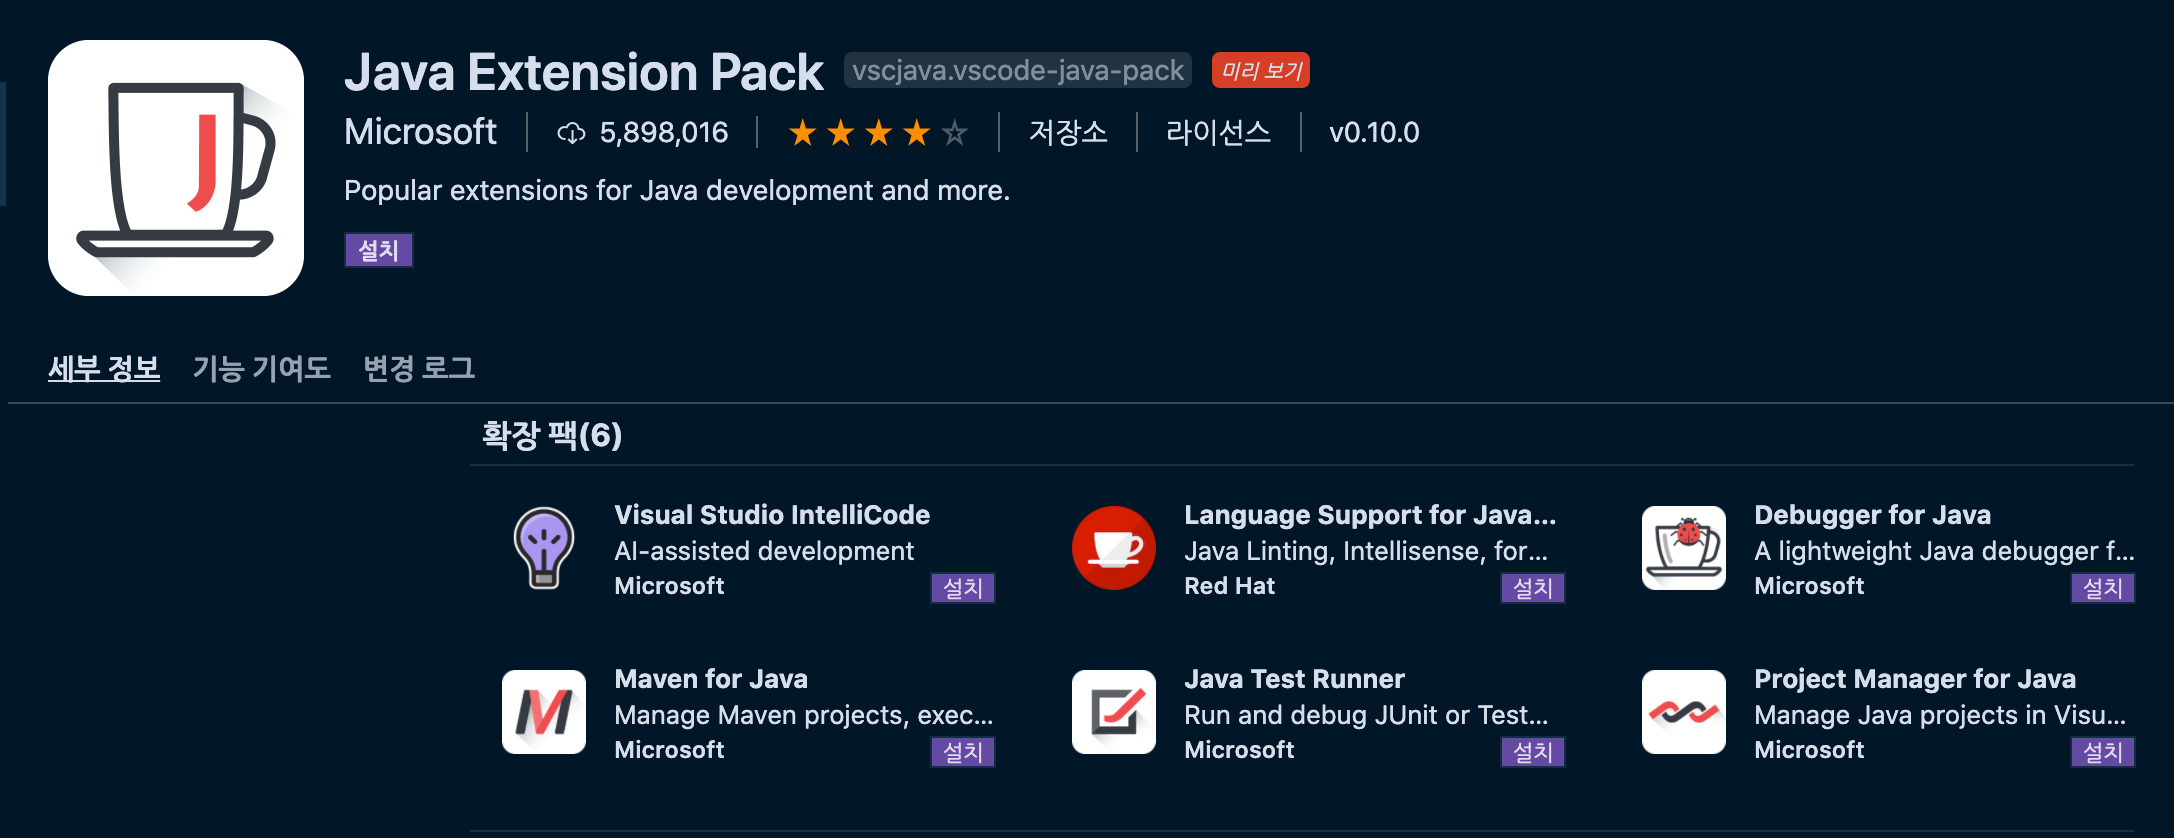 Java Extension Pack vscjava.vscode-java-pack 미리 보기
Microsoft 5,898,016 저장소 라이선스 v0.10.0
Popular extensions for Java development and more.
설치
세부 정보 기능 기여도 변경 로그
확장 팩(6)
Visual Studio IntelliCode
AI-assisted development
Microsoft 설치
Language Support for Java...
Java Linting, Intellisense, for...
Red Hat 설치
Debugger for Java
A lightweight Java debugger f...
Microsoft 설치
Maven for Java
Manage Maven projects, exec...
Microsoft 설치
Java Test Runner
Run and debug JUnit or Test...
Microsoft 설치
Project Manager for Java
Manage Java projects in Visu...
Microsoft 설치